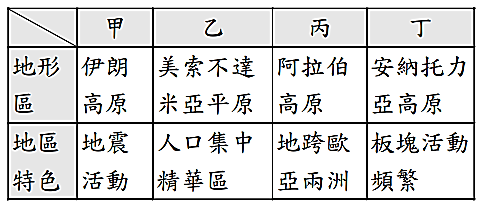 甲 乙 丙 丁
地形 伊朗 美索不達 阿拉伯 安納托力
區 高原 米亞平原 高原 亞高原
地區 地震 人口集中 地跨歐 板塊活動
特色 活動 精華區 亞兩洲 頻繁